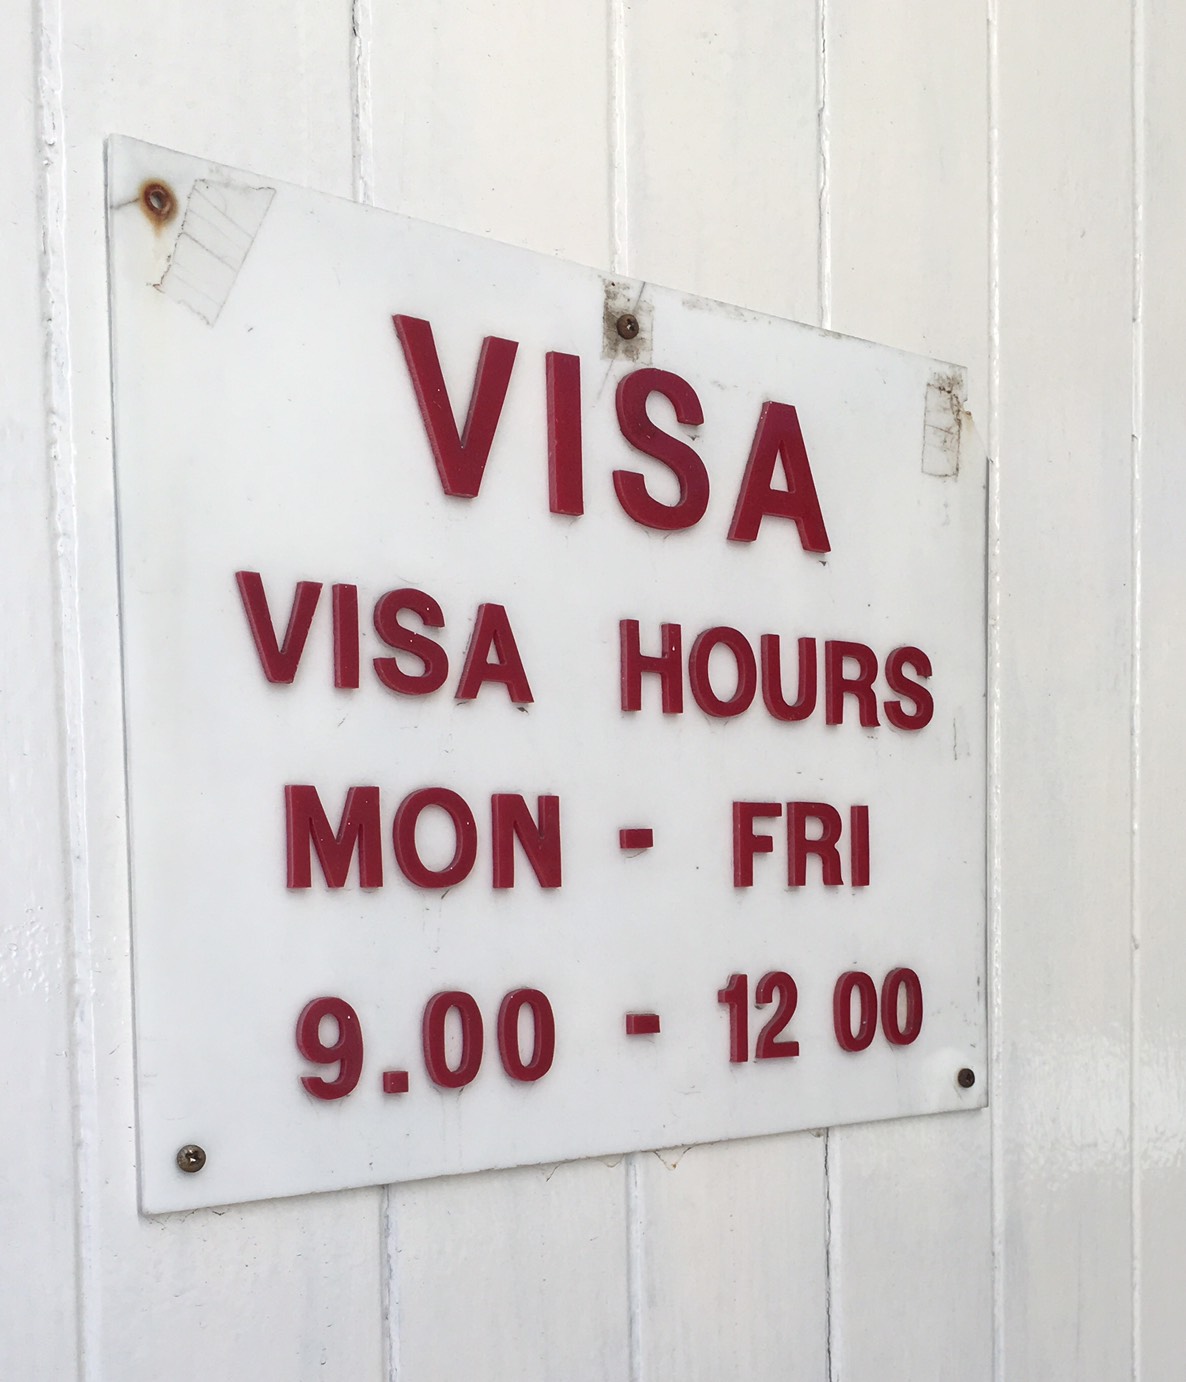 VISA
VISA HOURS
MON - FRI
9.00 - 12 00